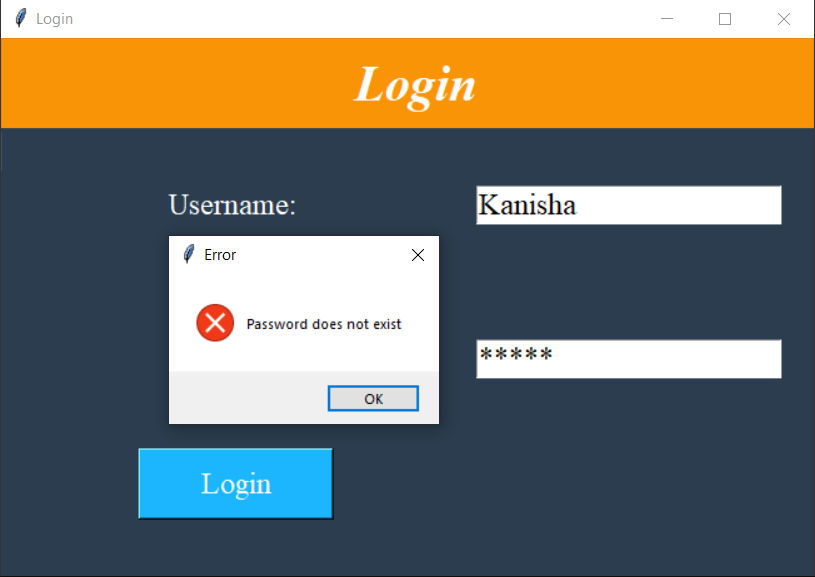 Login
Login
Username:
Kanisha
Error
Password does not exist
*****
OK
Login